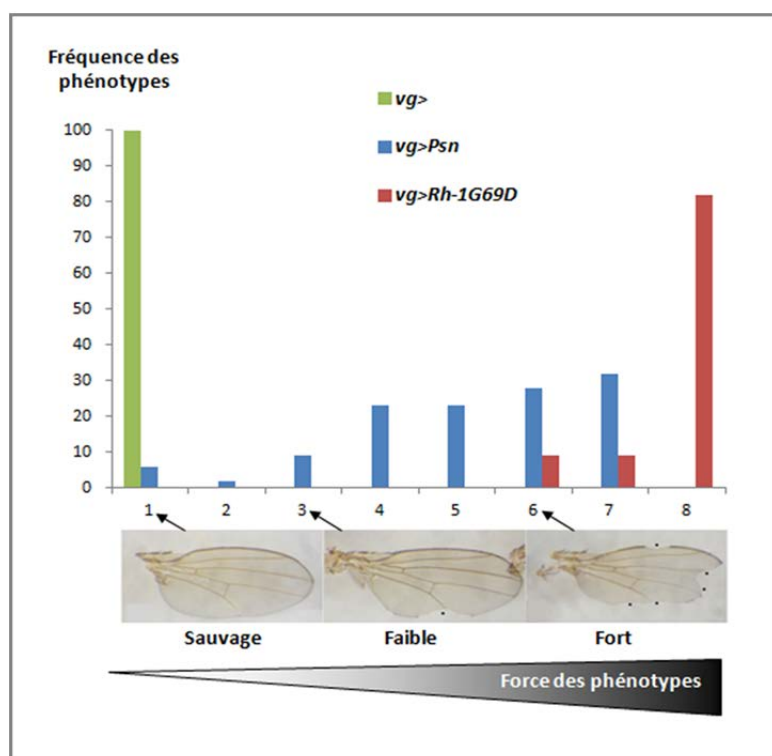 Fréquence des
phénotypes
vg>
vg>Psn
vg>Rh-1G69D
100
90
80
70
60
50
40
30
20
10
0
1 2 3 4 5 6 7 8
Sauvage Faible Fort
Force des phénotypes